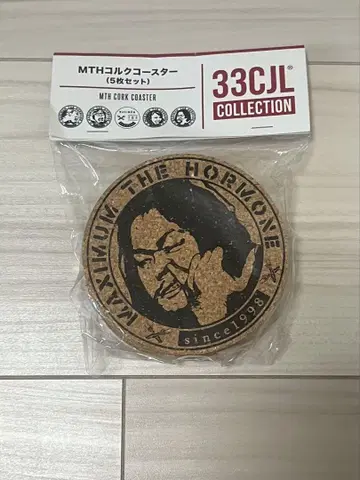 MTHコルクコースター
(5枚セット)
MTH CORK COASTER
33CJL®
COLLECTION
MAXIMUM THE HORMONE
since1998